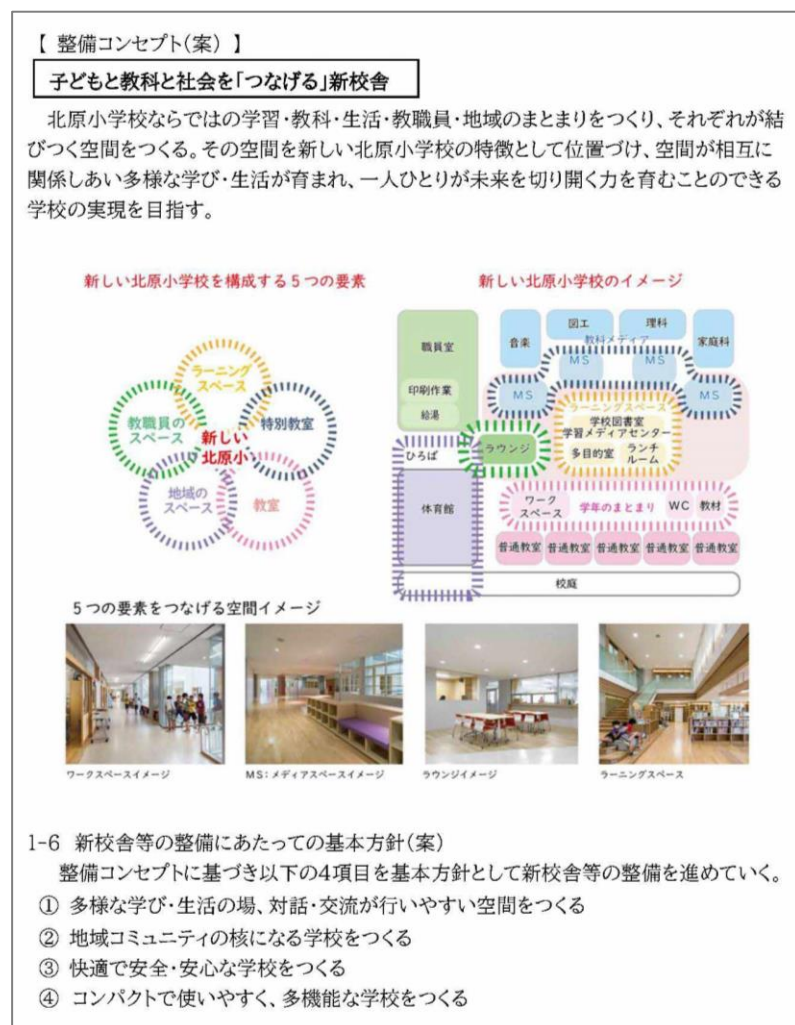 【 整備コンセプト(案) 】
子どもと教科と社会を「つなげる」新校舎
北原小学校ならではの学習・教科・生活・教職員・地域のまとまりをつくり、それぞれが結
びつく空間をつくる。その空間を新しい北原小学校の特徴として位置づけ、空間が相互に
関係しあい多様な学び・生活が育まれ、一人ひとりが未来を切り開く力を育むことのできる
学校の実現を目指す。
新しい北原小学校を構成する5つの要素
ラーニング
スペース
教職員の
スペース
特別教室
新しい
北原小
地域の
スペース
教室
新しい北原小学校のイメージ
職員室
印刷作業
給湯
音楽
図工
理科
家庭科
教科メディア
MS
MS
MS
MS
ラーニングスペース
学校図書室
学習メディアセンター
多目的室
ランチ
ルーム
ラウンジ
ひろば
体育館
ワーク
スペース
学年のまとまり
WC
教材
普通教室
普通教室
普通教室
普通教室
普通教室
校庭
5つの要素をつなげる空間イメージ
ワークスペースイメージ
MS:メディアスペースイメージ
ラウンジイメージ
ラーニングスペース
1-6 新校舎等の整備にあたっての基本方針(案)
整備コンセプトに基づき以下の4項目を基本方針として新校舎等の整備を進めていく。
① 多様な学び・生活の場、対話・交流が行いやすい空間をつくる
② 地域コミュニティの核になる学校をつくる
③ 快適で安全・安心な学校をつくる
④ コンパクトで使いやすく、多機能な学校をつくる